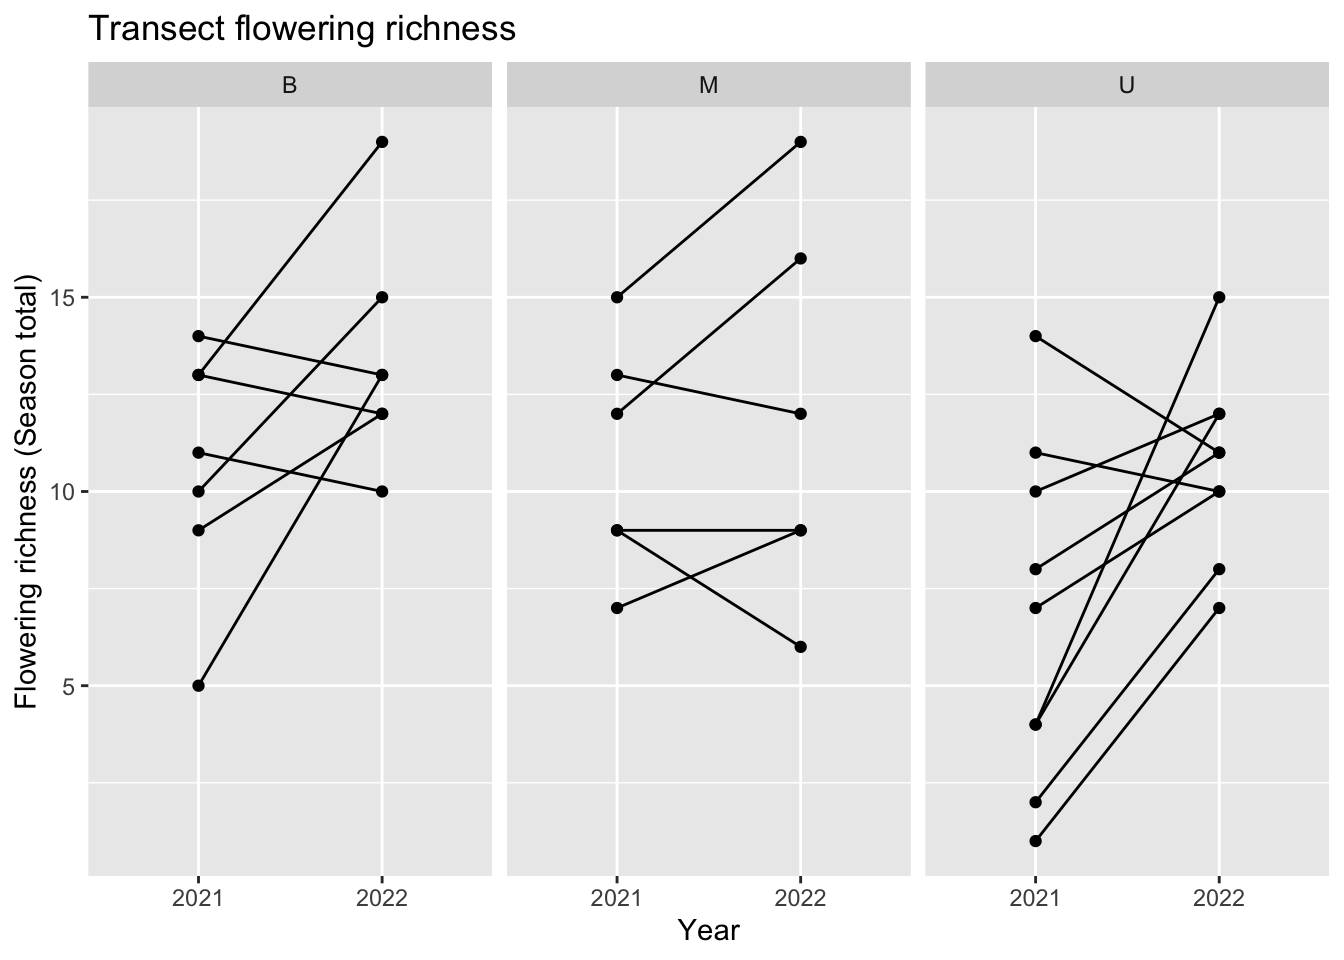 Transect flowering richness
B
M
U
Flowering richness (Season total)
15
10
5
2021 2022
2021 2022
2021 2022
Year